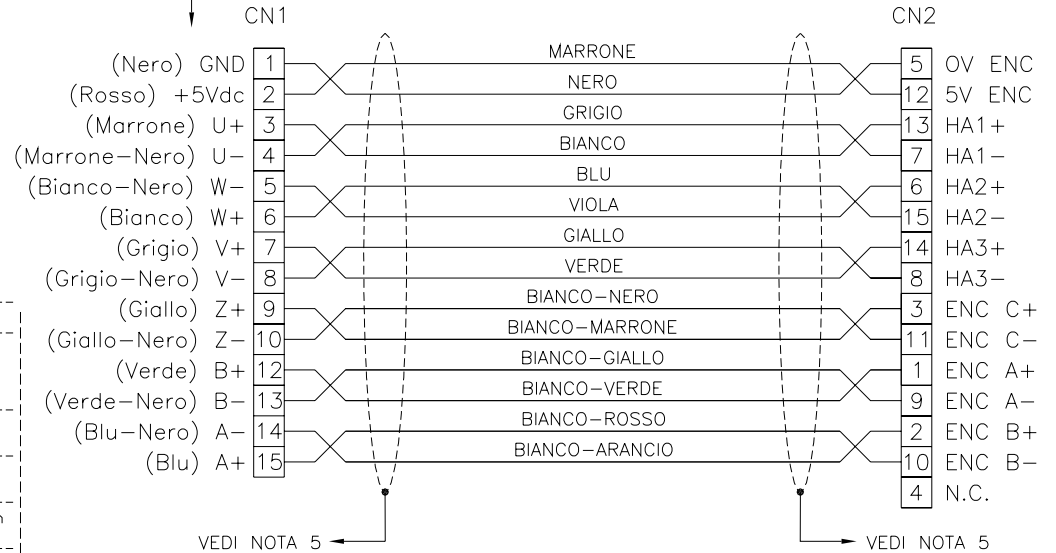 CN1 CN2
(Nero) GND 1 MARRONE 5 0V ENC
(Rosso) +5Vdc 2 NERO 12 5V ENC
(Marrone) U+ 3 GRIGIO 13 HA1+
(Marrone-Nero) U- 4 BIANCO 7 HA1-
(Bianco-Nero) W- 5 BLU 6 HA2+
(Bianco) W+ 6 VIOLA 15 HA2-
(Grigio) V+ 7 GIALLO 14 HA3+
(Grigio-Nero) V- 8 VERDE 8 HA3-
(Giallo) Z+ 9 BIANCO-NERO 3 ENC C+
(Giallo-Nero) Z- 10 BIANCO-MARRONE 11 ENC C-
(Verde) B+ 12 BIANCO-GIALLO 1 ENC A+
(Verde-Nero) B- 13 BIANCO-VERDE 9 ENC A-
(Blu-Nero) A- 14 BIANCO-ROSSO 2 ENC B+
(Blu) A+ 15 BIANCO-ARANCIO 10 ENC B-
4 N.C.
VEDI NOTA 5 VEDI NOTA 5